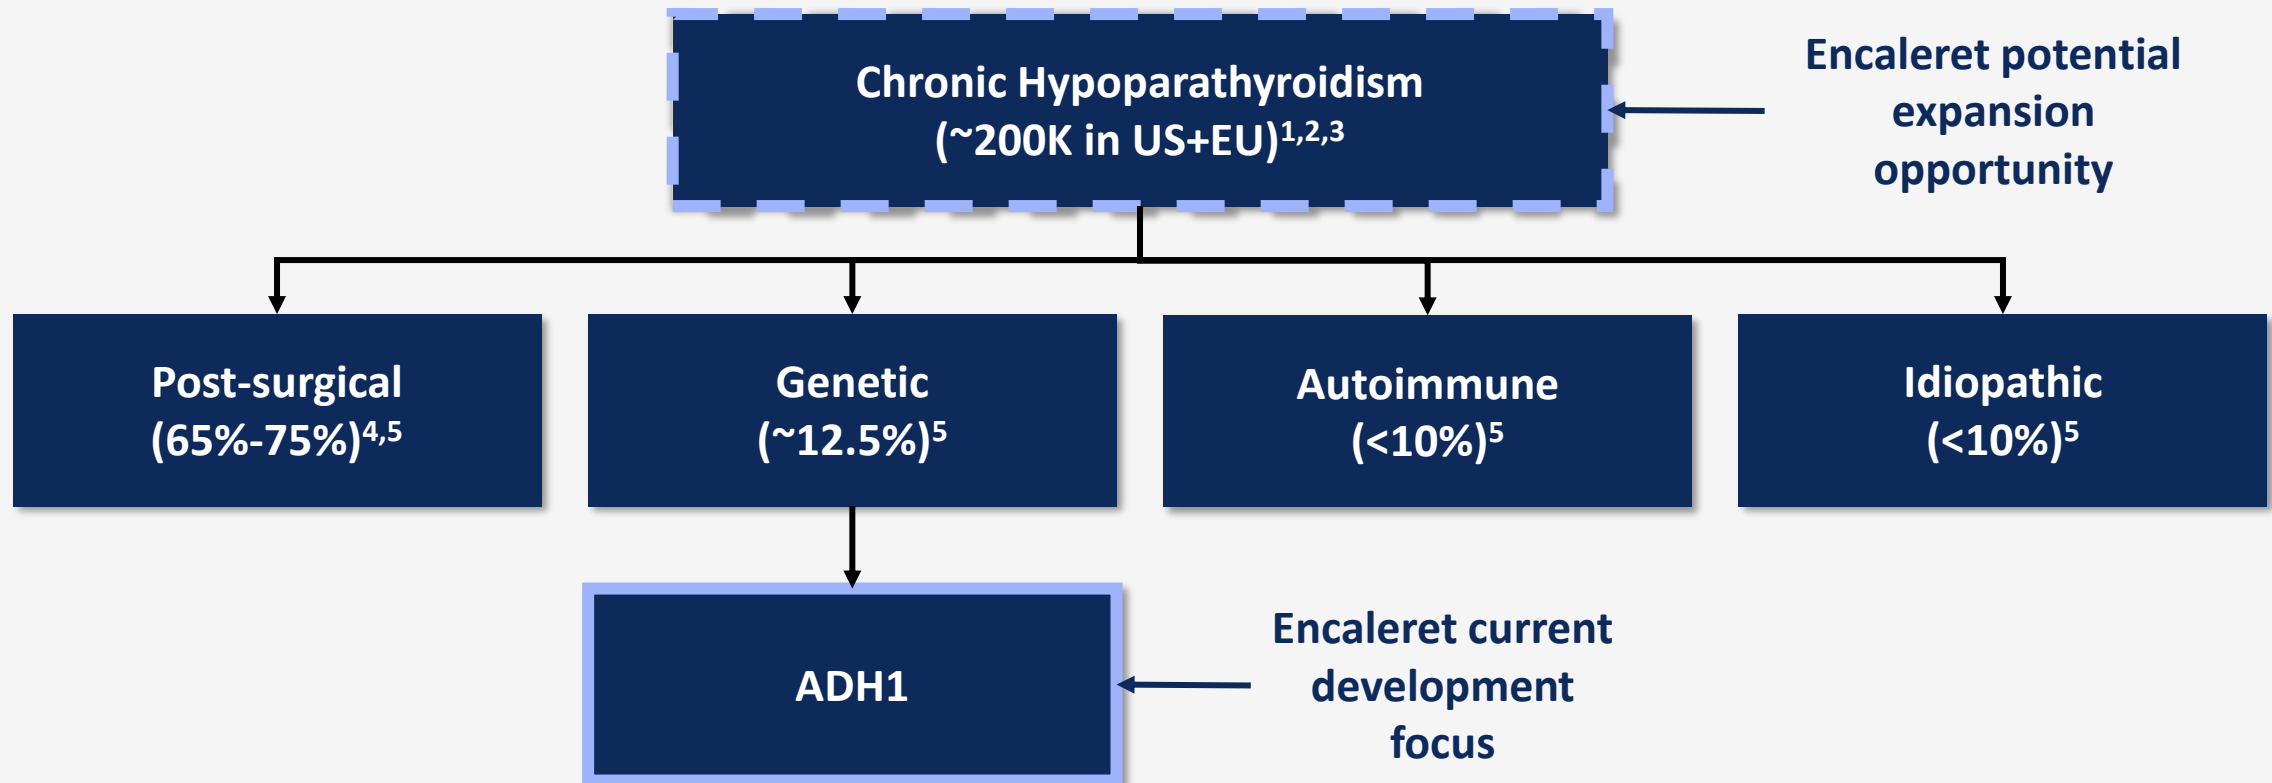 Chronic Hypoparathyroidism
(~200K in US+EU)1,2,3
Encaleret potential
expansion
opportunity
Post-surgical
(65%-75%)4,5
Genetic
(~12.5%)5
Autoimmune
(<10%)5
Idiopathic
(<10%)5
ADH1
Encaleret current
development
focus